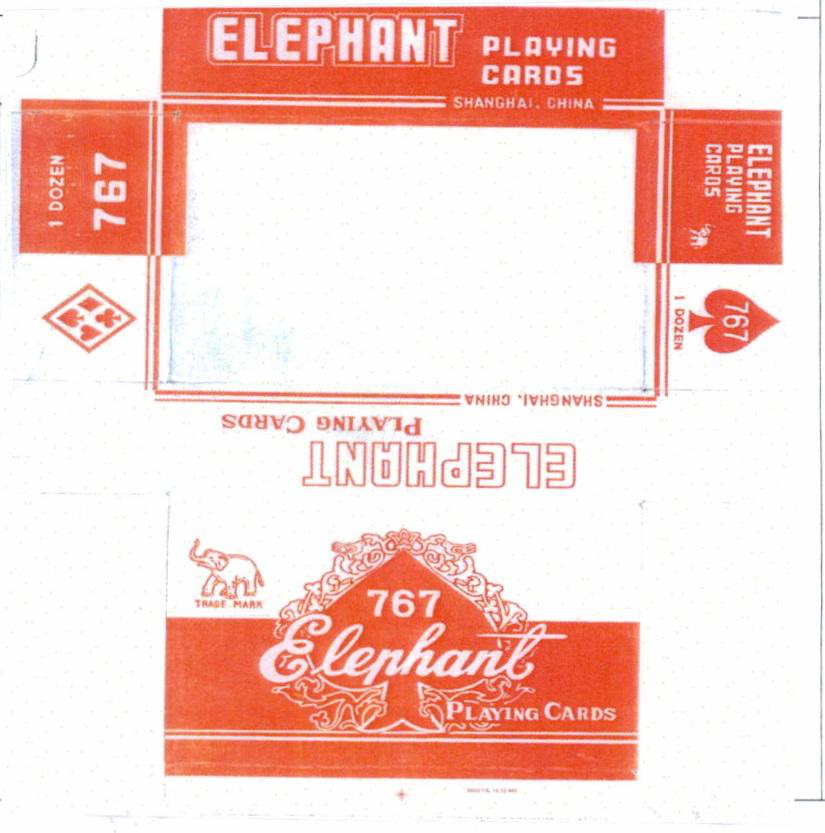 ELEPHANT PLAYING
CARDS
SHANGHAI, CHINA
1 DOZEN
767
ELEPHANT
PLAYING
CARDS
767
1 DOZEN
SHANGHAI, CHINA
PLAYING CARDS
ELEPHANT
TRADE MARK
767
Elephant
PLAYING CARDS